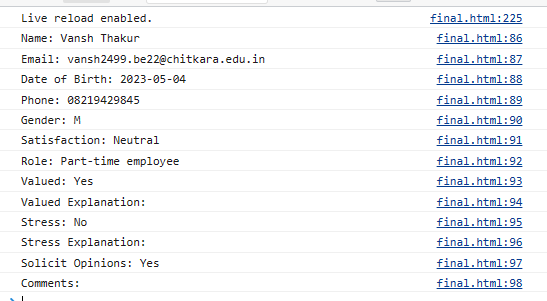 Live reload enabled. final.html:225
Name: Vansh Thakur final.html:86
Email: vansh2499.be22@chitkara.edu.in final.html:87
Date of Birth: 2023-05-04 final.html:88
Phone: 08219429845 final.html:89
Gender: M final.html:90
Satisfaction: Neutral final.html:91
Role: Part-time employee final.html:92
Valued: Yes final.html:93
Valued Explanation: final.html:94
Stress: No final.html:95
Stress Explanation: final.html:96
Solicit Opinions: Yes final.html:97
Comments: final.html:98